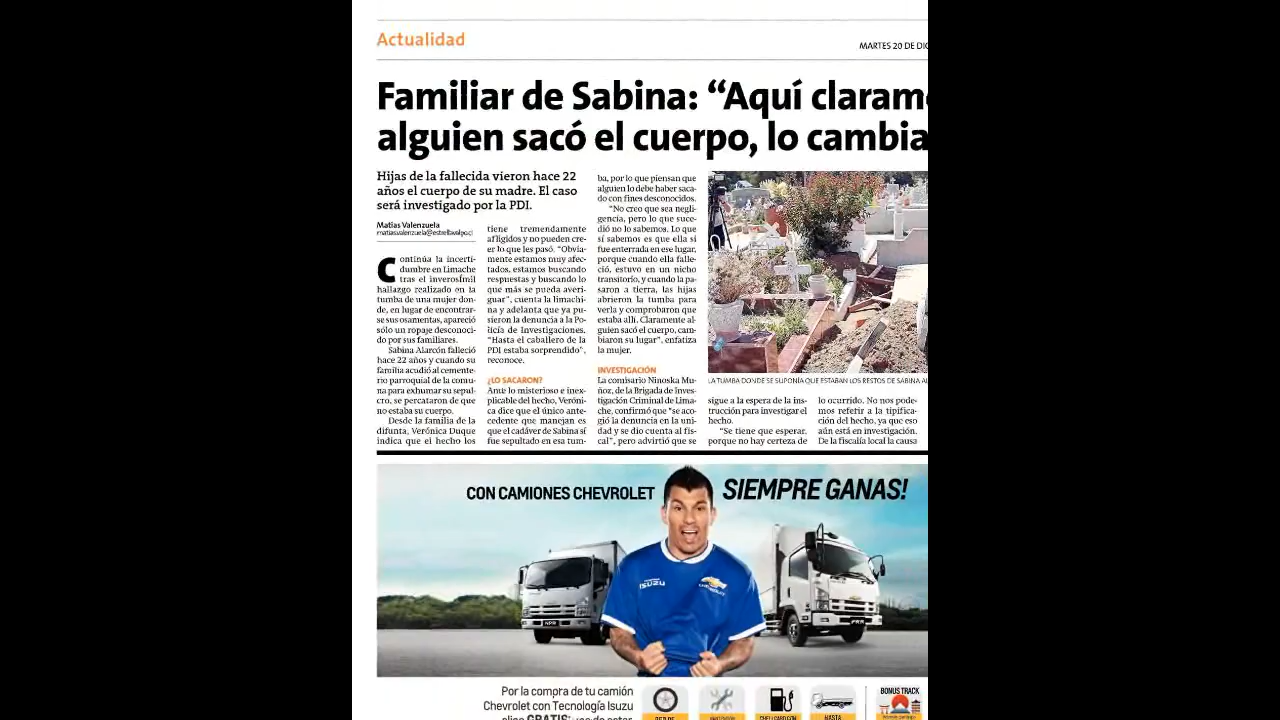 Actualidad
MARTES 20 DE
Familiar de Sabina: “Aquí claram
alguien sacó el cuerpo, lo cambia
Hijas de la fallecida vieron hace 22
años el cuerpo de su madre. El caso
será investigado por la PDI.
Matías Valenzuela
matias.valenzuela@estrellavalpo.cl
Continúa la incerti-
dumbre en Limache
tras el inverosímil
hallazgo realizado en la
tumba de una mujer don-
de, en lugar de encontrar-
se sus osamentas, apareció
sólo un ropaje desconoci-
do por sus familiares.
Sabina Alarcón falleció
hace 22 años y cuando su
familia acudió al cemente-
rio parroquial de la comu-
na para exhumar su sepul-
cro, se percataron de que
no estaba su cuerpo.
Desde la familia de la
difunta, Verónica Duque
indica que el hecho los
tiene tremendamente
afligidos y no pueden cre-
er lo que les pasó. “Obvia-
mente estamos muy afec-
tados, estamos buscando
respuestas y buscando lo
que más se pueda averi-
guar”, cuenta la limachi-
na y adelanta que ya pu-
sieron la denuncia a la Po-
licía de Investigaciones.
“Hasta el caballero de la
PDI estaba sorprendido”,
reconoce.
¿LO SACARON?
Ante lo misterioso e inex-
plicable del hecho, Veróni-
ca dice que el único ante-
cedente que manejan es
que el cadáver de Sabina sí
fue sepultado en esa tum-
ba, por lo que piensan que
alguien lo debe haber saca-
do con fines desconocidos.
“No creo que sea negli-
gencia, pero lo que suce-
dió no lo sabemos. Lo que
sí sabemos es que ella sí
fue enterrada en ese lugar,
porque cuando ella falle-
ció, estuvo en un nicho
transitorio, y cuando la pa-
saron a tierra, las hijas
abrieron la tumba para
verla y comprobaron que
estaba allí. Claramente al-
guien sacó el cuerpo, cam-
biaron su lugar”, enfatiza
la mujer.
INVESTIGACIÓN
La comisario Ninoska Mu-
ñoz, de la Brigada de Inves-
tigación Criminal de Lima-
che, confirmó que “se aco-
gió la denuncia en la uni-
dad y se dio cuenta al fis-
cal”, pero advirtió que se
LA TUMBA DONDE SE SUPONÍA QUE ESTABAN LOS RESTOS DE SABINA AL
sigue a la espera de la ins-
trucción para investigar el
hecho.
“Se tiene que esperar,
porque no hay certeza de
lo ocurrido. No nos pode-
mos referir a la tipifica-
ción del hecho, ya que eso
aún está en investigación.
De la fiscalía local la causa
CON CAMIONES CHEVROLET
SIEMPRE GANAS!
ISUZU
CHEVROLET
NPR
FRR
Por la compra de tu camión
Chevrolet con Tecnología Isuzu
GRATIS
RED DE
HASTA
BONUS TRACK